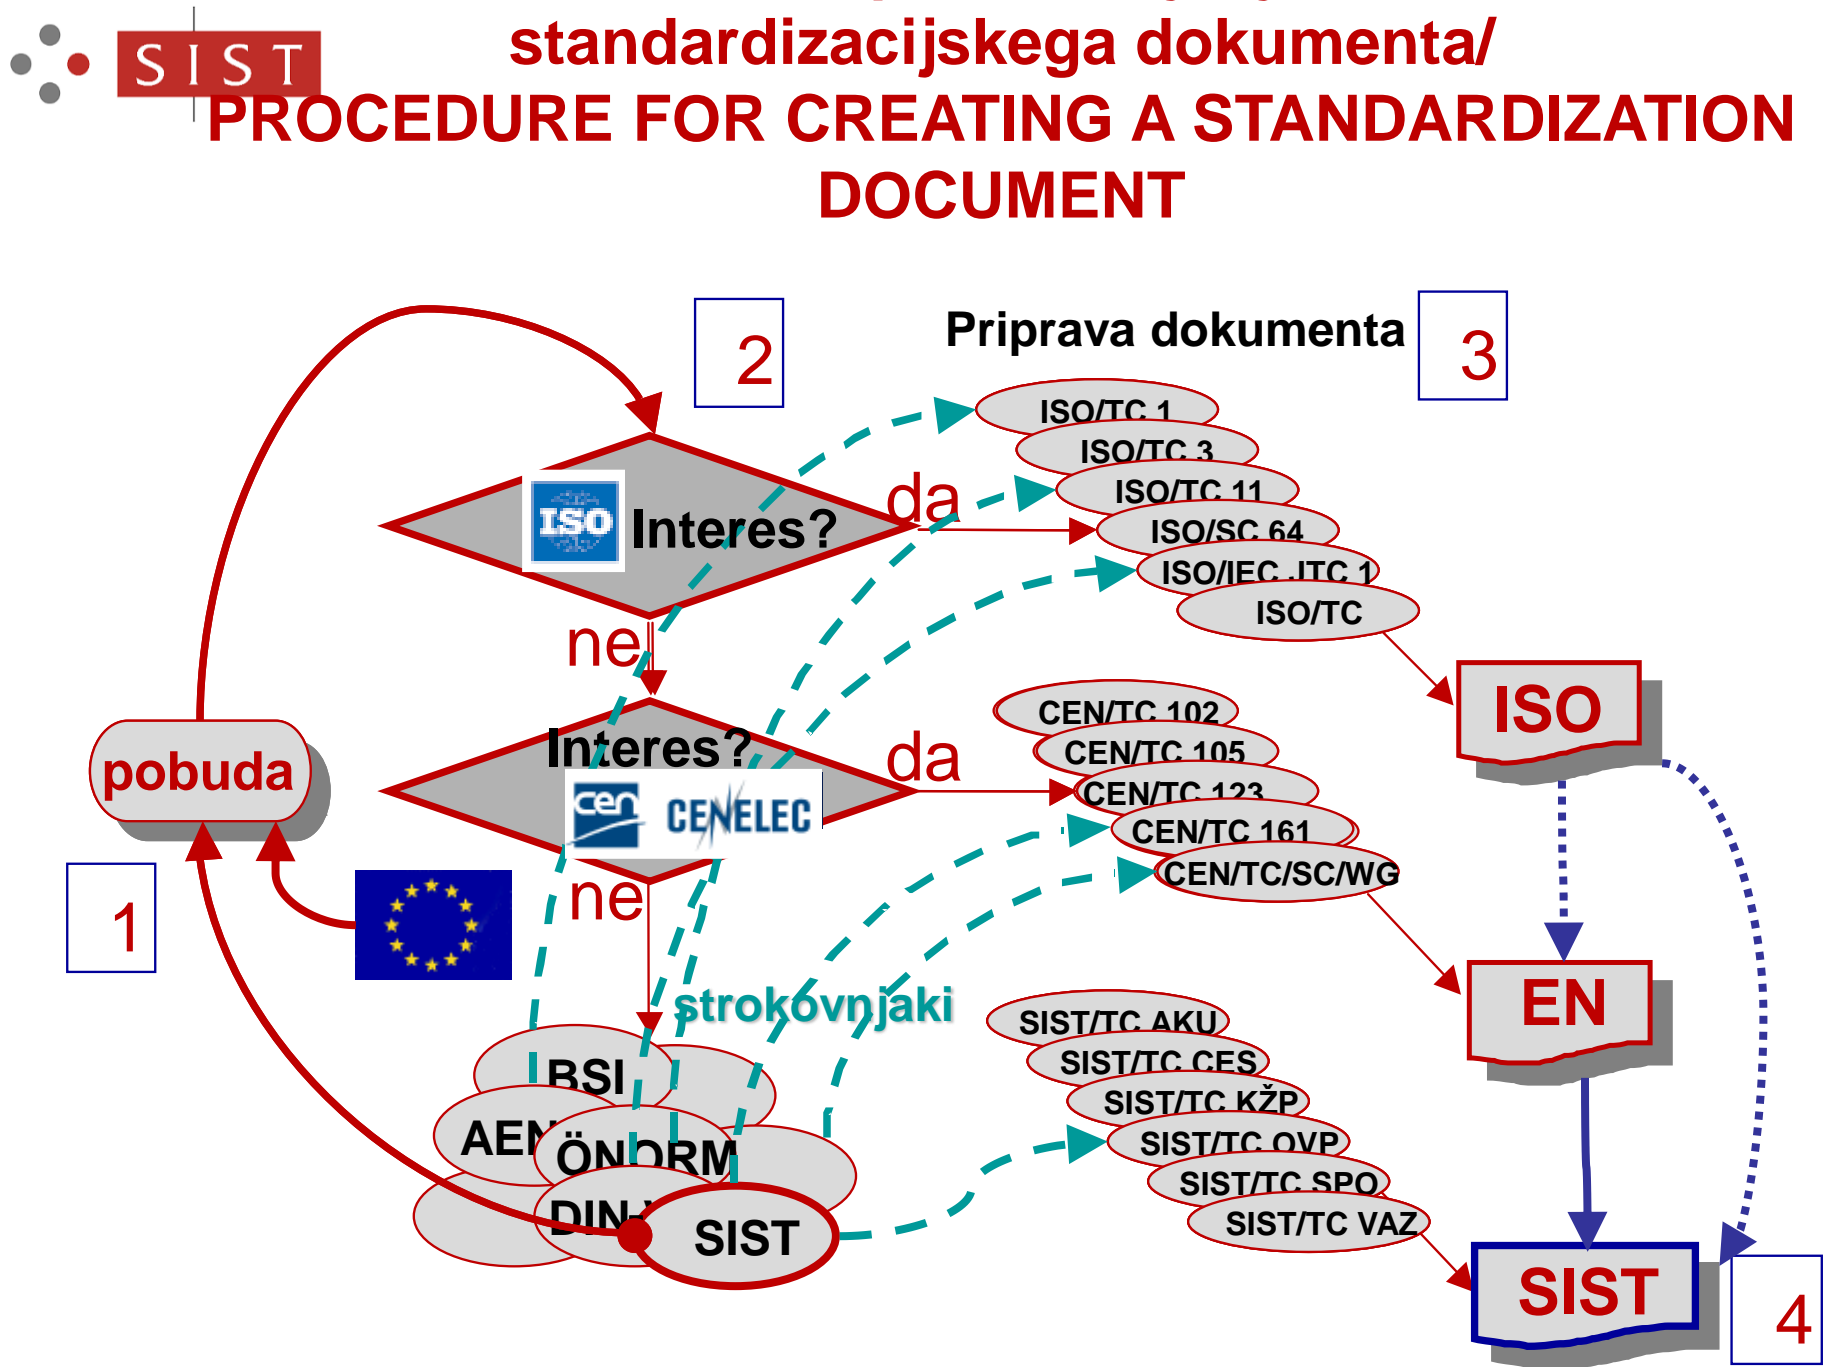 SIST
standardizacijskega dokumenta/
PROCEDURE FOR CREATING A STANDARDIZATION
DOCUMENT
2
Priprava dokumenta
3
ISO/TC 1
ISO/TC 3
ISO/TC 11
ISO/SC 64
ISO/IEC JTC 1
ISO/TC
ISO
Interes?
da
ne
ISO
Interes?
cen
CENELEC
da
ne
CEN/TC 102
CEN/TC 105
CEN/TC 123
CEN/TC 161
CEN/TC/SC/WG
pobuda
1
EN
strokovnjaki
SIST/TC AKU
SIST/TC CES
SIST/TC KŽP
SIST/TC OVP
SIST/TC SPO
SIST/TC VAZ
BSI
ÖNORM
SIST
SIST
4